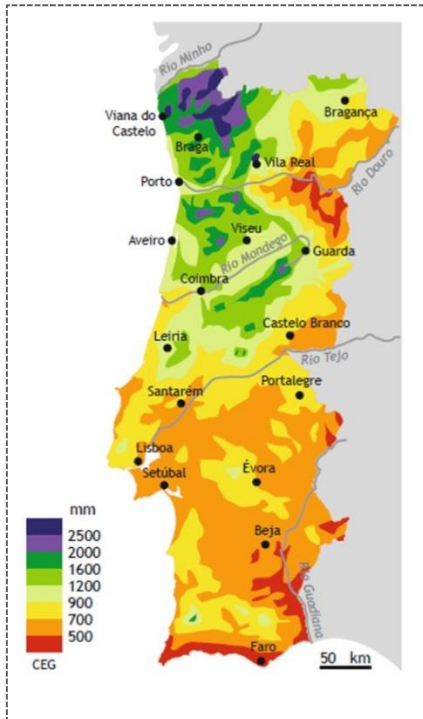 Rio Minho
Viana do
Castelo
Braga
Bragança
Vila Real
Porto
Rio Douro
Aveiro
Viseu
Rio Mondego
Guarda
Coimbra
Leiria
Castelo Branco
Rio Tejo
Santarém
Portalegre
Lisboa
Setúbal
Évora
Beja
Rio Guadiana
Faro
mm
2500
2000
1600
1200
900
700
500
CEG
50 km